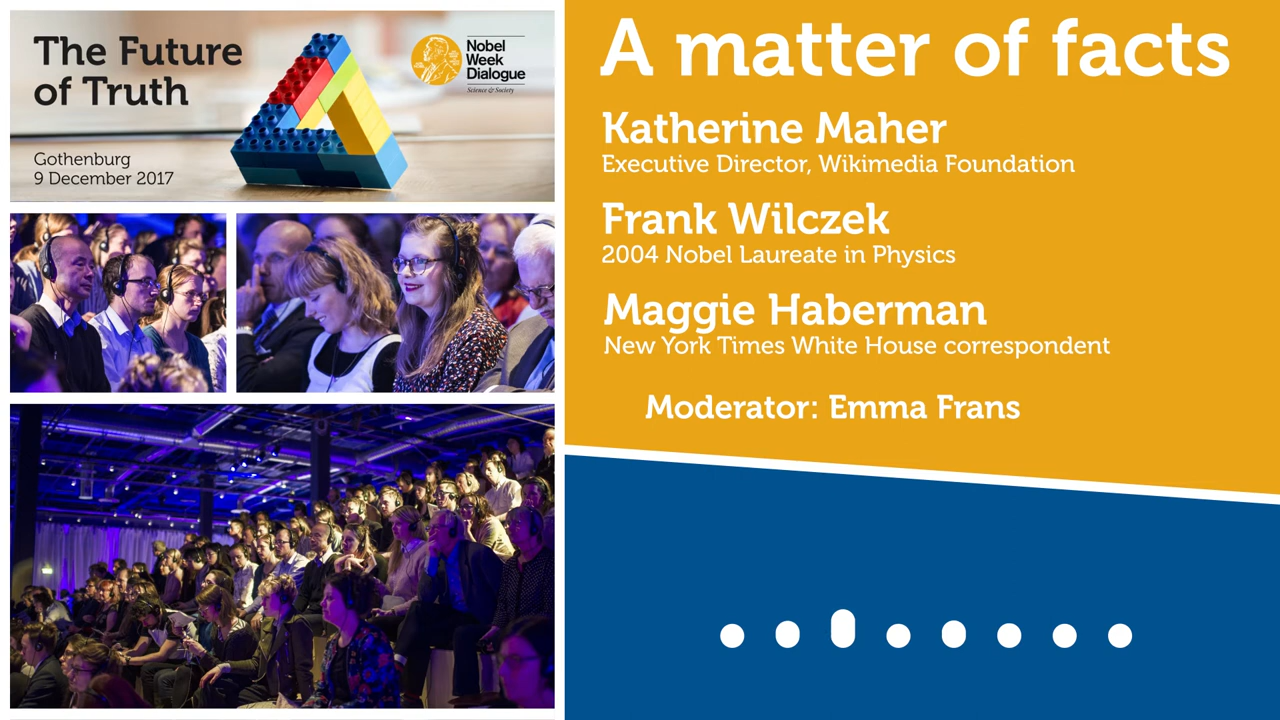 The Future
of Truth
Gothenburg
9 December 2017
Nobel
Week
Dialogue
Science & Society
A matter of facts
Katherine Maher
Executive Director, Wikimedia Foundation
Frank Wilczek
2004 Nobel Laureate in Physics
Maggie Haberman
New York Times White House correspondent
Moderator: Emma Frans